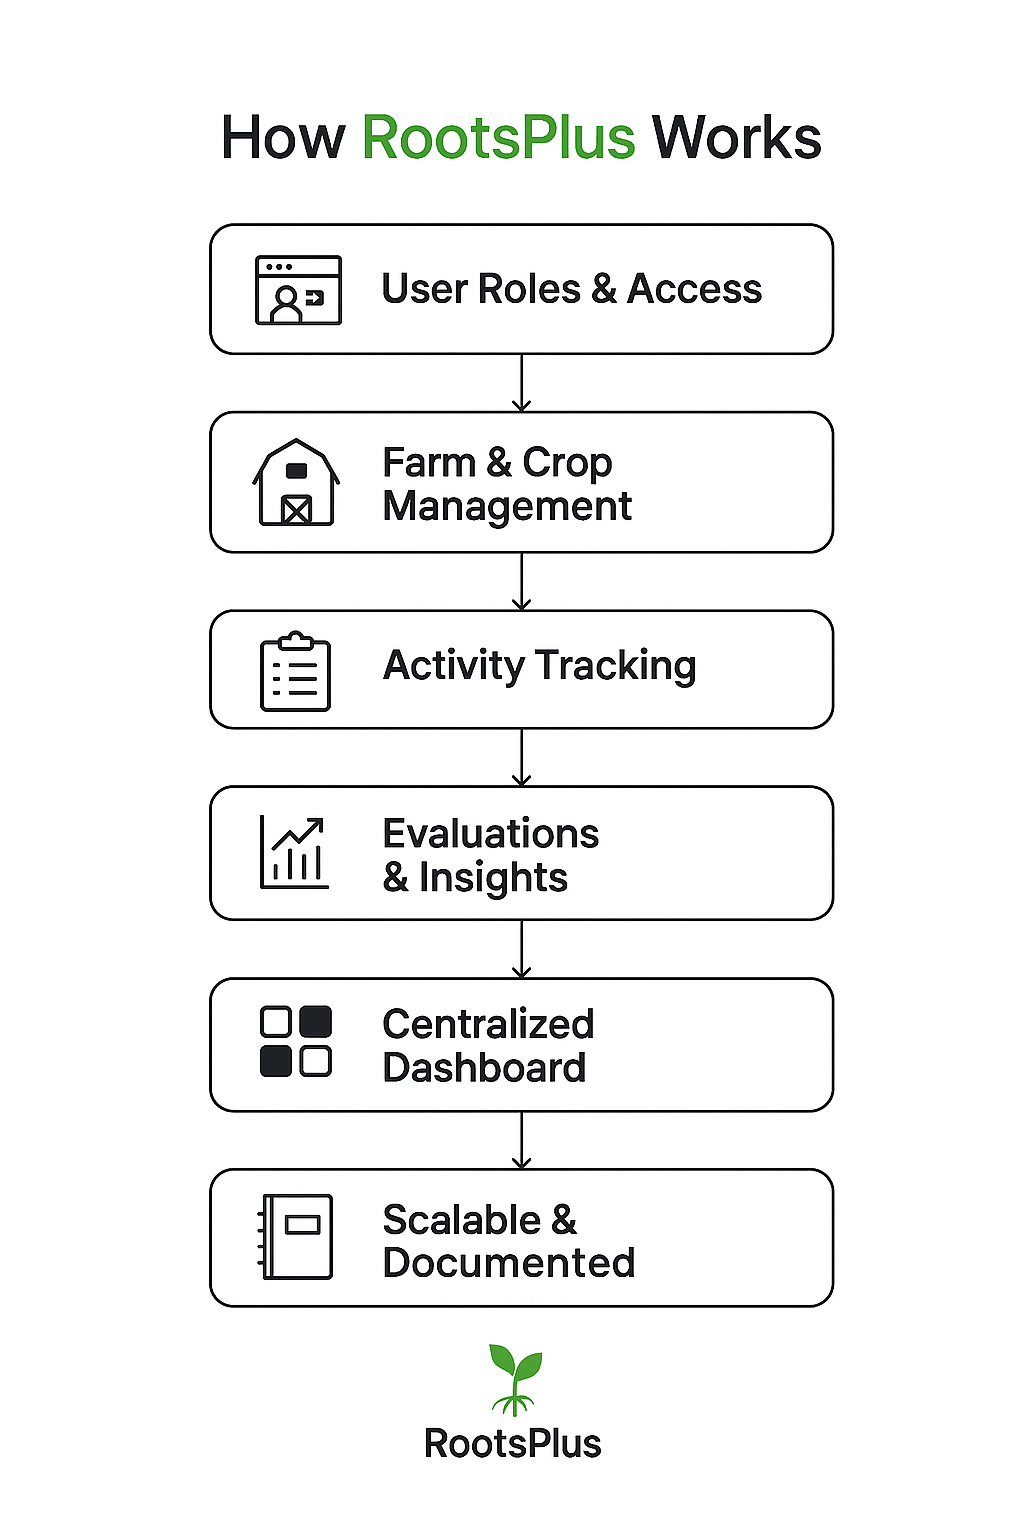 How RootsPlus Works
User Roles & Access
Farm & Crop
Management
Activity Tracking
Evaluations
& Insights
Centralized
Dashboard
Scalable &
Documented
RootsPlus